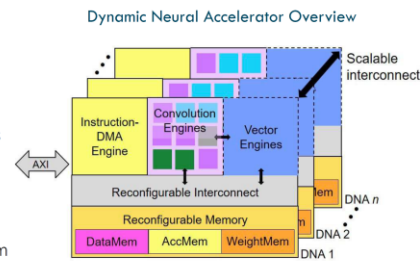 Dynamic Neural Accelerator Overview
Scalable
interconnect
Instruction-
DMA
Engine
Convolution
Engines
Vector
Engines
AXI
Reconfigurable Interconnect
Reconfigurable Memory
DataMem
AccMem
WeightMem
DNA n
DNA 2
DNA 1